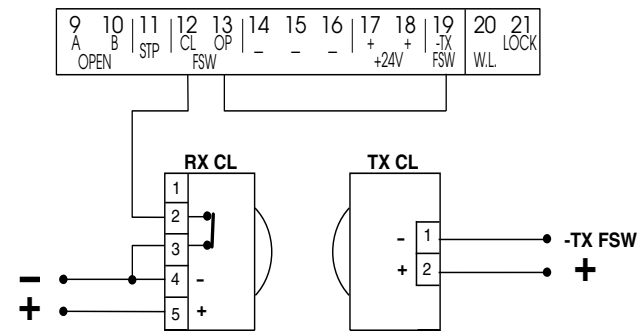 9 10 11 12 13 14 15 16 17 18 19 20 21
A B STP CL OP _ _ _ + + -TX W.L. LOCK
OPEN FSW +24V FSW
RX CL TX CL
1
2
3
4 -
5 +
- 1
+ 2
-TX FSW
+
-
+